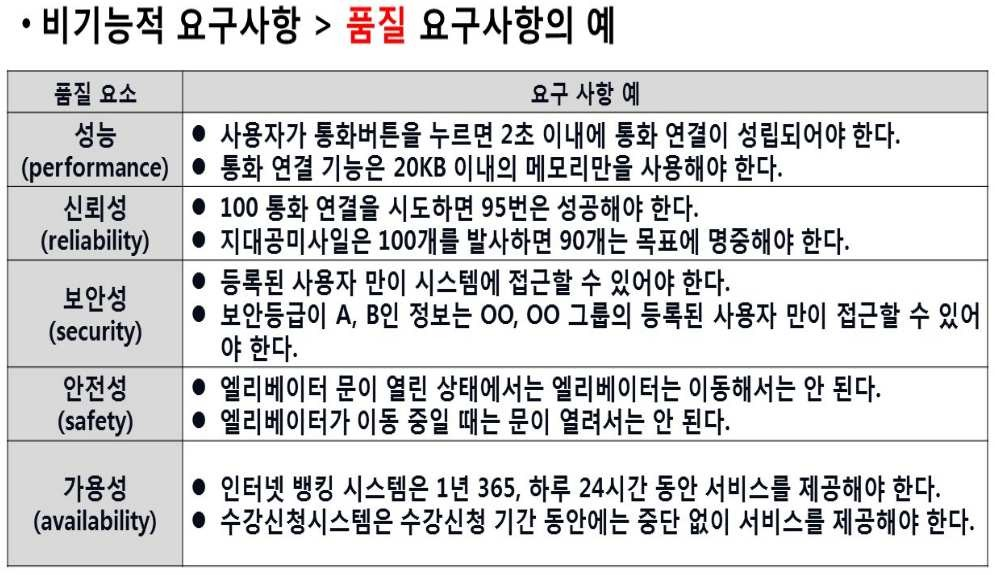 • 비기능적 요구사항 > 품질 요구사항의 예
품질 요소
요구 사항 예
성능
(performance)
● 사용자가 통화버튼을 누르면 2초 이내에 통화 연결이 성립되어야 한다.
● 통화 연결 기능은 20KB 이내의 메모리만을 사용해야 한다.
신뢰성
(reliability)
● 100 통화 연결을 시도하면 95번은 성공해야 한다.
● 지대공미사일은 100개를 발사하면 90개는 목표에 명중해야 한다.
보안성
(security)
● 등록된 사용자 만이 시스템에 접근할 수 있어야 한다.
● 보안등급이 A, B인 정보는 OO, OO 그룹의 등록된 사용자 만이 접근할 수 있어
야 한다.
안전성
(safety)
● 엘리베이터 문이 열린 상태에서는 엘리베이터는 이동해서는 안 된다.
● 엘리베이터가 이동 중일 때는 문이 열려서는 안 된다.
가용성
(availability)
● 인터넷 뱅킹 시스템은 1년 365, 하루 24시간 동안 서비스를 제공해야 한다.
● 수강신청시스템은 수강신청 기간 동안에는 중단 없이 서비스를 제공해야 한다.